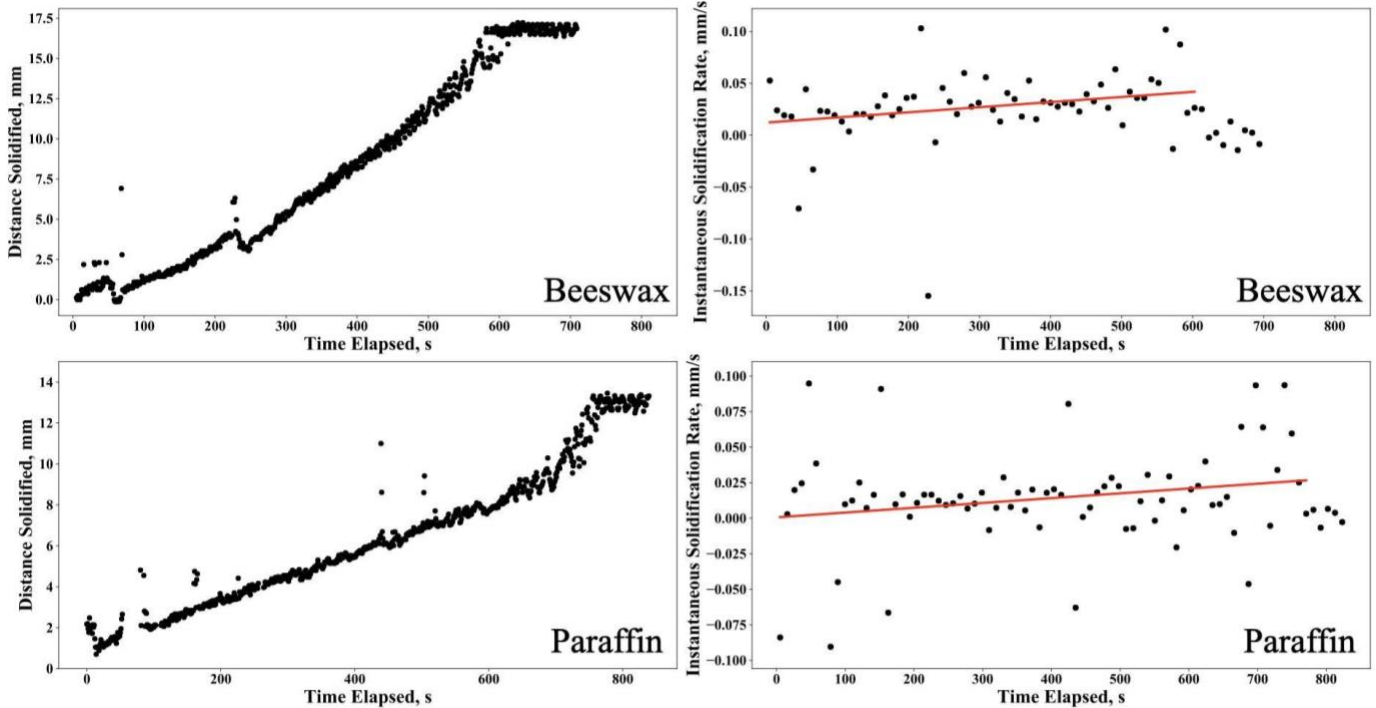 Distance Solidified, mm
17.5
15.0
12.5
10.0
7.5
5.0
2.5
0.0
Beeswax
0 100 200 300 400 500 600 700 800
Time Elapsed, s
Instantaneous Solidification Rate, mm/s
0.10
0.05
0.00
−0.05
−0.10
−0.15
Beeswax
0 100 200 300 400 500 600 700 800
Time Elapsed, s
Distance Solidified, mm
14
12
10
8
6
4
2
0
Paraffin
0 200 400 600 800
Time Elapsed, s
Instantaneous Solidification Rate, mm/s
0.100
0.075
0.050
0.025
0.000
−0.025
−0.050
−0.075
−0.100
Paraffin
0 100 200 300 400 500 600 700 800
Time Elapsed, s